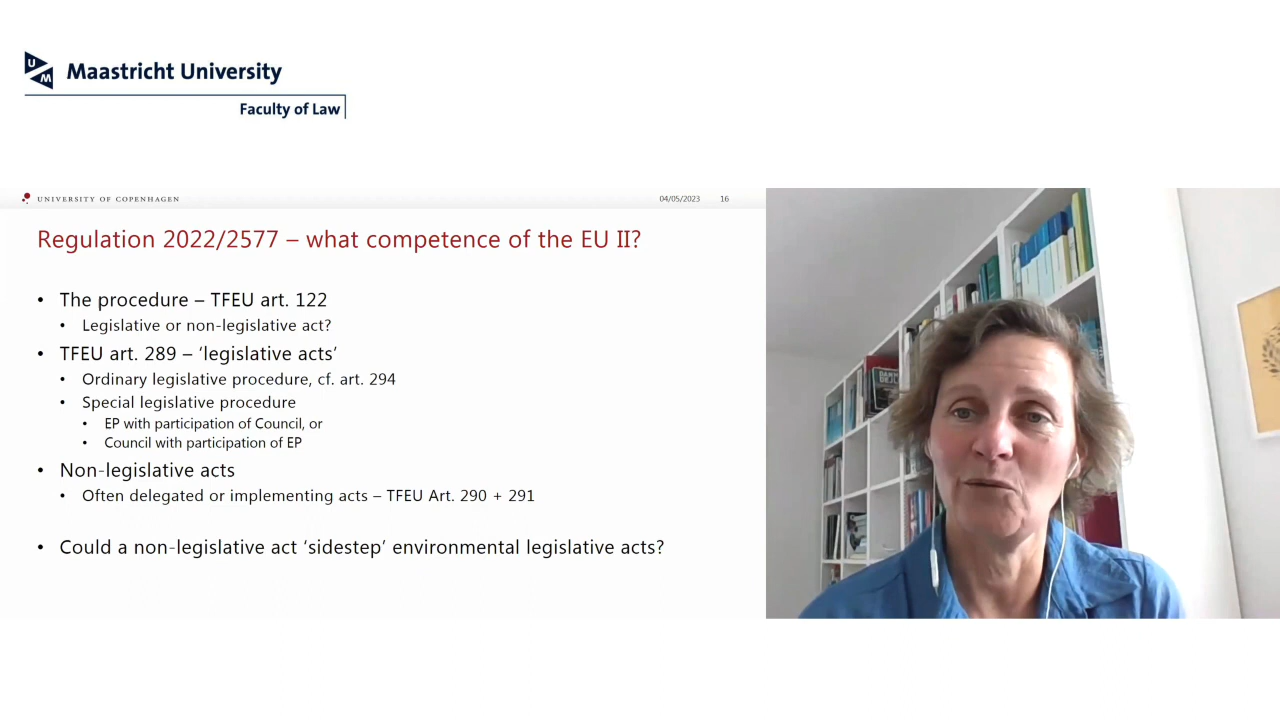 U
M
Maastricht University
Faculty of Law
UNIVERSITY OF COPENHAGEN
04/05/2023 16
Regulation 2022/2577 – what competence of the EU II?
• The procedure – TFEU art. 122
• Legislative or non-legislative act?
• TFEU art. 289 – ‘legislative acts’
• Ordinary legislative procedure, cf. art. 294
• Special legislative procedure
• EP with participation of Council, or
• Council with participation of EP
• Non-legislative acts
• Often delegated or implementing acts – TFEU Art. 290 + 291
• Could a non-legislative act ‘sidestep’ environmental legislative acts?